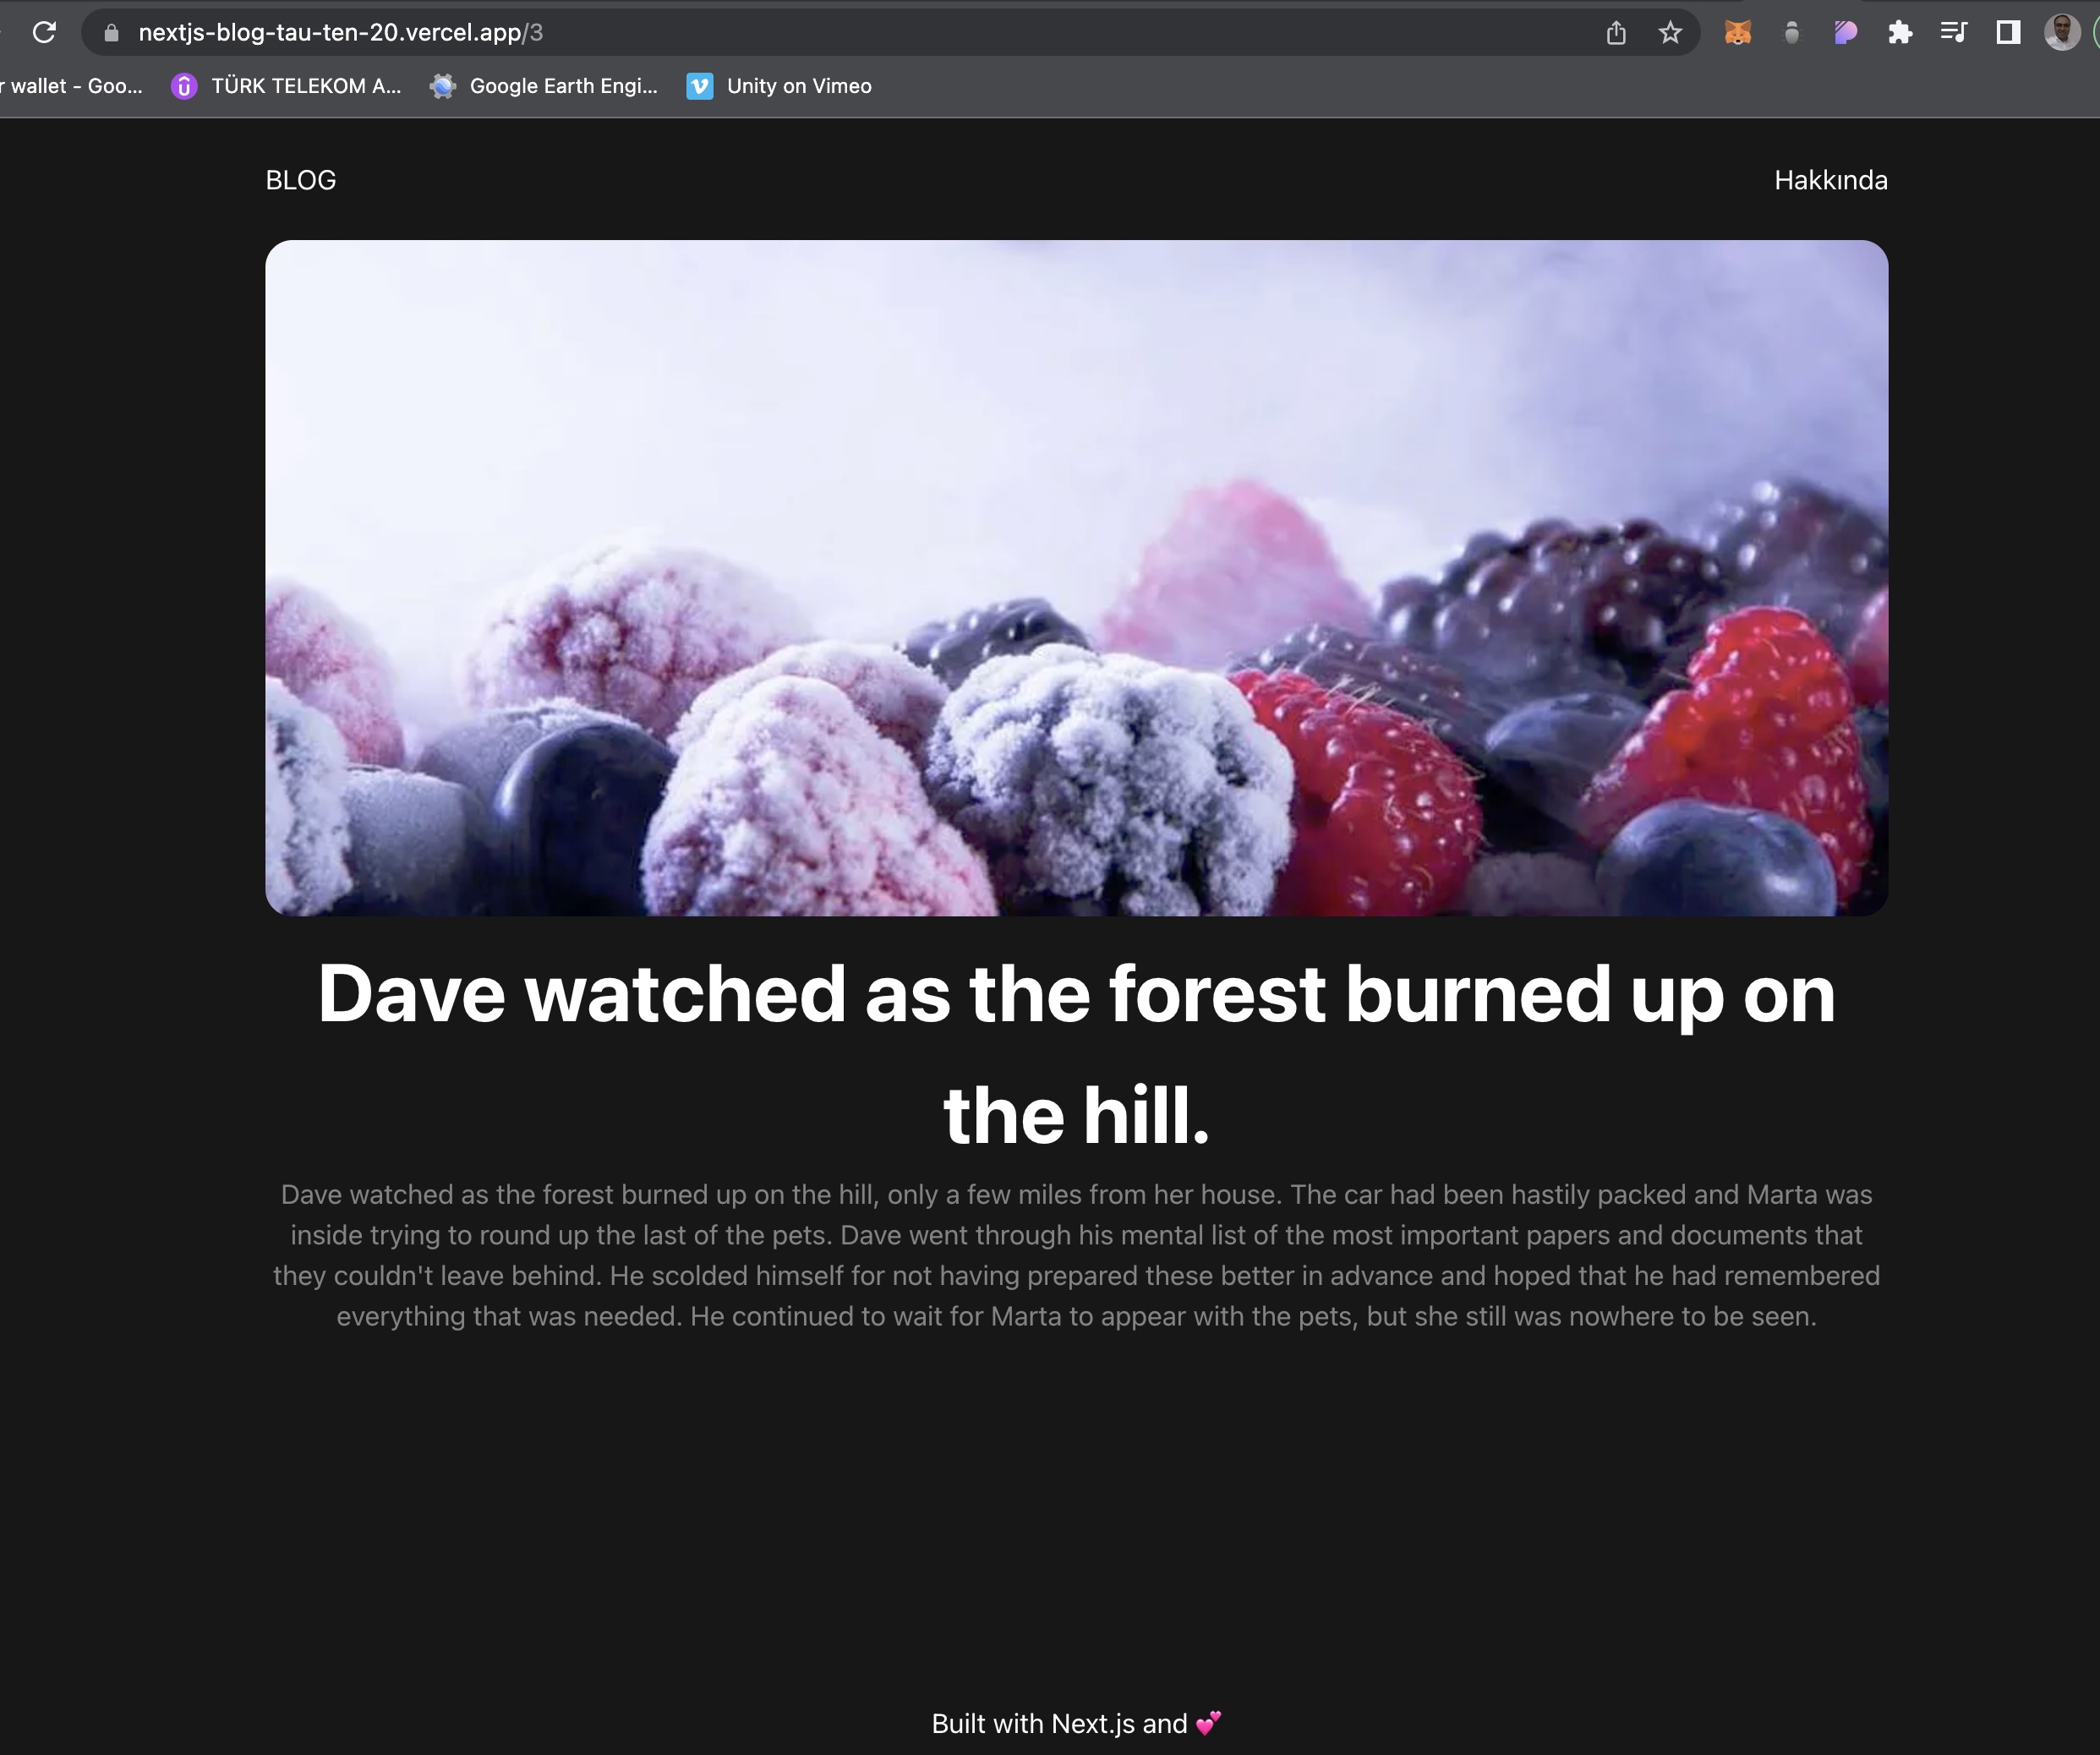 nextjs-blog-tau-ten-20.vercel.app/3
r wallet - Goo...
TÜRK TELEKOM A...
Google Earth Engi...
Unity on Vimeo
BLOG
Hakkında
Dave watched as the forest burned up on
the hill.
Dave watched as the forest burned up on the hill, only a few miles from her house. The car had been hastily packed and Marta was
inside trying to round up the last of the pets. Dave went through his mental list of the most important papers and documents that
they couldn't leave behind. He scolded himself for not having prepared these better in advance and hoped that he had remembered
everything that was needed. He continued to wait for Marta to appear with the pets, but she still was nowhere to be seen.
Built with Next.js and 💕